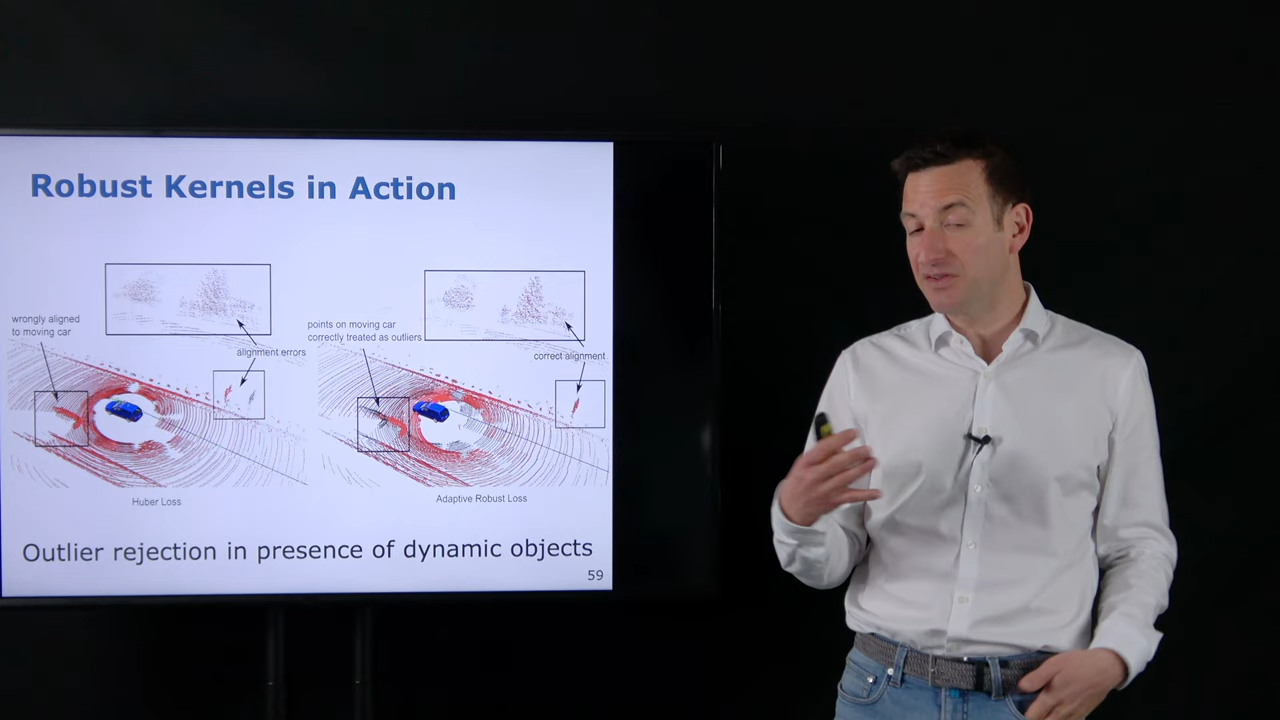 Robust Kernels in Action
wrongly aligned
to moving car
alignment errors
points on moving car
correctly treated as outliers
correct alignment
Huber Loss
Adaptive Robust Loss
Outlier rejection in presence of dynamic objects
59